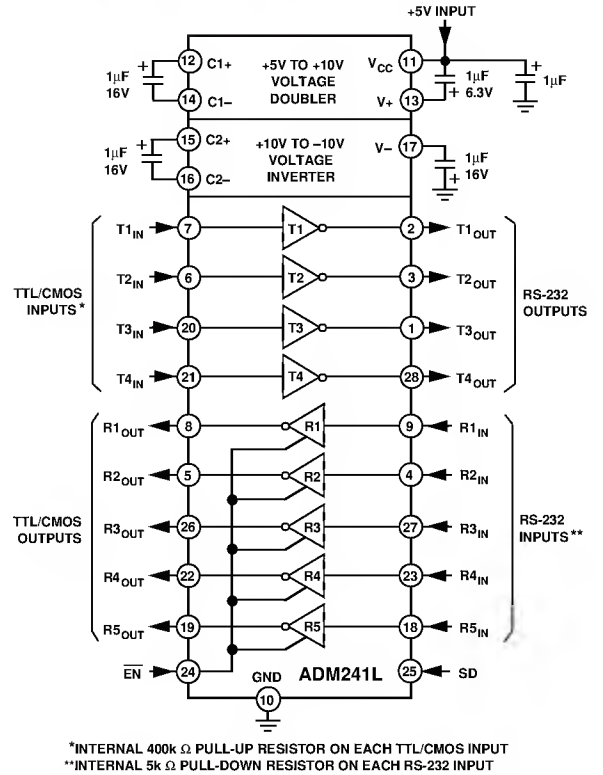 +5V INPUT
12 C1+ +5V TO +10V VCC 11
1μF 16V VOLTAGE 1μF 6.3V 1μF
14 C1– DOUBLER V+ 13
15 C2+ +10V TO –10V V– 17
1μF 16V VOLTAGE 1μF 16V
16 C2– INVERTER
T1IN 7 T1 2 T1OUT
T2IN 6 T2 3 T2OUT
TTL/CMOS INPUTS* RS-232 OUTPUTS
T3IN 20 T3 1 T3OUT
T4IN 21 T4 28 T4OUT
R1OUT 8 R1 9 R1IN
R2OUT 5 R2 4 R2IN
TTL/CMOS OUTPUTS R3OUT 26 R3 27 R3IN RS-232 INPUTS**
R4OUT 22 R4 23 R4IN
R5OUT 19 R5 18 R5IN
EN 24 GND ADM241L 25 SD
10
*INTERNAL 400k Ω PULL-UP RESISTOR ON EACH TTL/CMOS INPUT
**INTERNAL 5k Ω PULL-DOWN RESISTOR ON EACH RS-232 INPUT